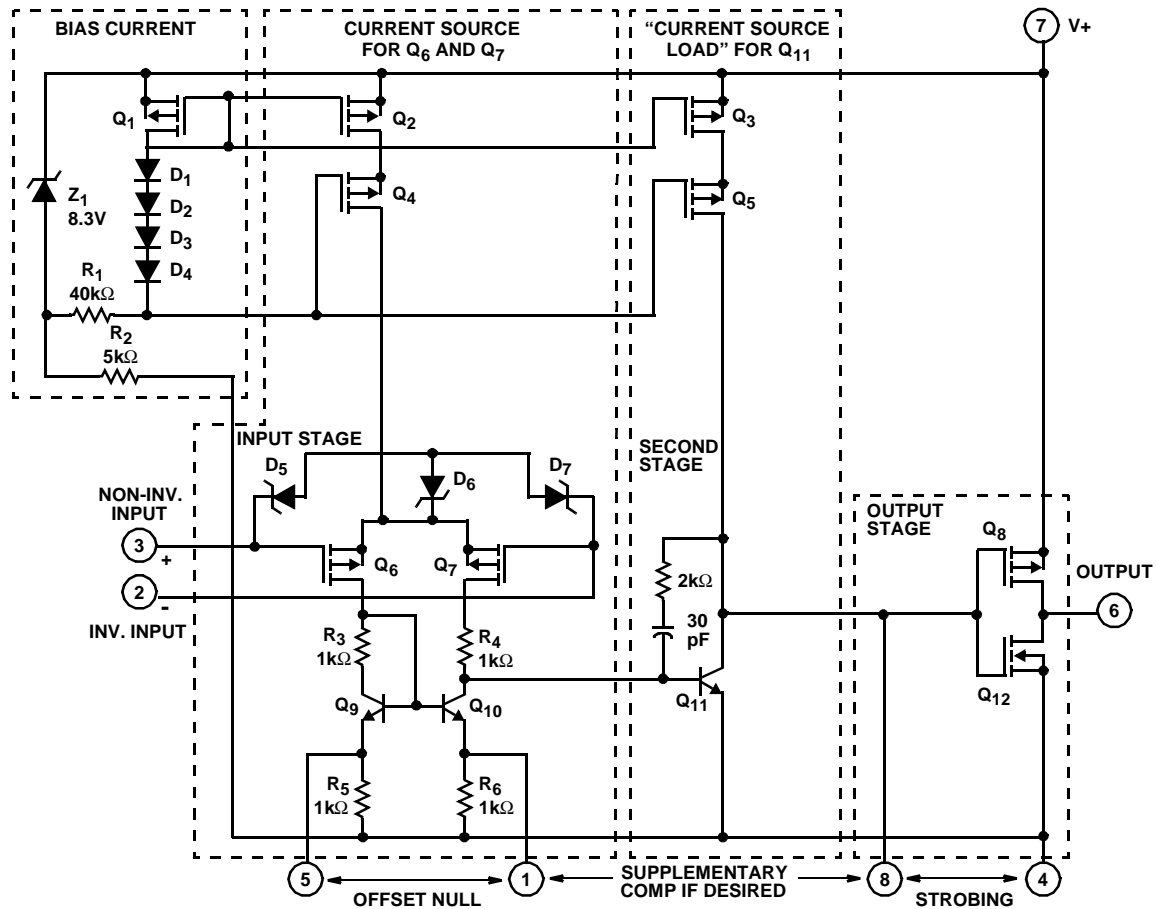 BIAS CURRENT
CURRENT SOURCE
FOR Q6 AND Q7
“CURRENT SOURCE
LOAD” FOR Q11
7
V+
Q1
Q2
Q3
D1
D2
D3
D4
Z1
8.3V
Q4
Q5
R1
40kΩ
R2
5kΩ
INPUT STAGE
D5
D6
D7
SECOND
STAGE
NON-INV.
INPUT
3
+
2
-
INV. INPUT
Q6
Q7
2kΩ
30
pF
OUTPUT
STAGE
Q8
OUTPUT
6
R3
1kΩ
R4
1kΩ
Q9
Q10
Q11
Q12
R5
1kΩ
R6
1kΩ
5
OFFSET NULL
1
SUPPLEMENTARY
COMP IF DESIRED
8
STROBING
4